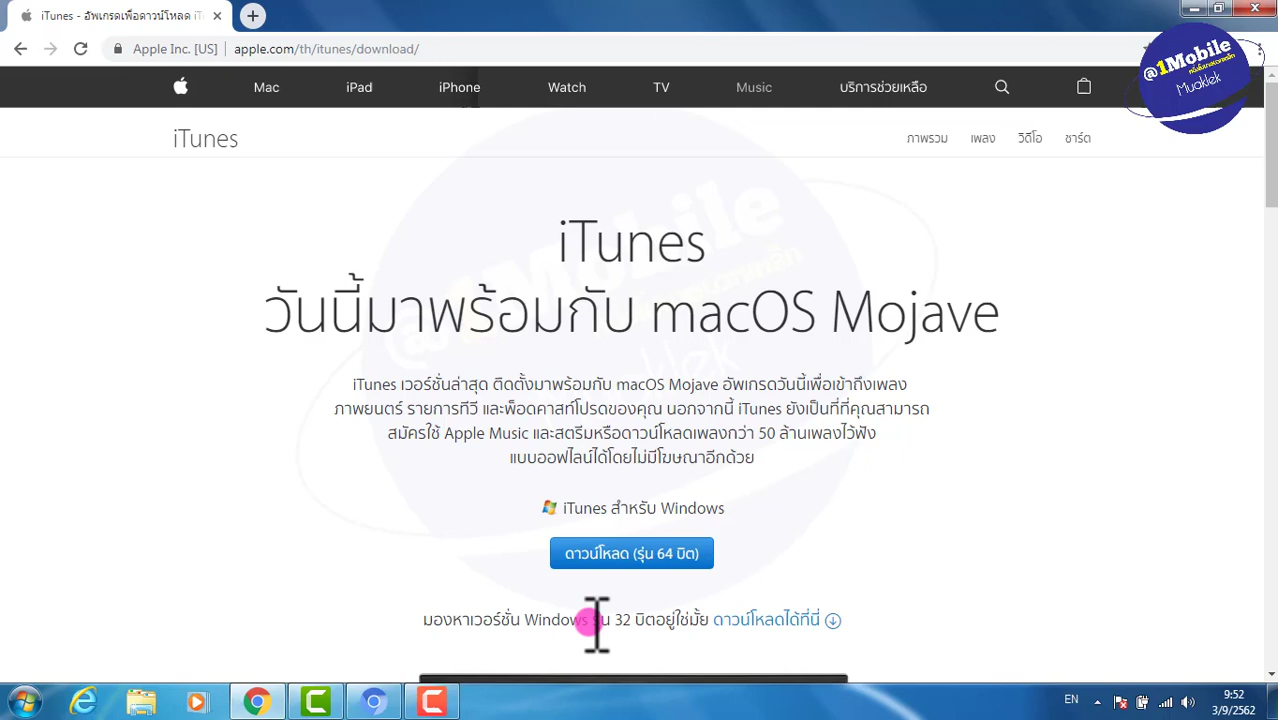 iTunes - อัพเกรดเพื่อดาวน์โหลด iT
Apple Inc. [US] apple.com/th/itunes/download/
@1Mobile
Muaklek
Mac iPad iPhone Watch TV Music บริการช่วยเหลือ
iTunes ภาพรวม เพลง วิดีโอ ชาร์ต
iTunes
วันนี้มาพร้อมกับ macOS Mojave
iTunes เวอร์ชั่นล่าสุด ติดตั้งมาพร้อมกับ macOS Mojave อัพเกรดวันนี้เพื่อเข้าถึงเพลง
ภาพยนตร์ รายการทีวี และพ็อดคาสท์โปรดของคุณ นอกจากนี้ iTunes ยังเป็นที่ที่คุณสามารถ
สมัครใช้ Apple Music และสตรีมหรือดาวน์โหลดเพลงกว่า 50 ล้านเพลงไว้ฟัง
แบบออฟไลน์ได้โดยไม่มีโฆษณาอีกด้วย
iTunes สำหรับ Windows
ดาวน์โหลด (รุ่น 64 บิต)
มองหาเวอร์ชั่น Windows รุ่น 32 บิตอยู่ใช่มั้ย ดาวน์โหลดได้ที่นี่
EN 9:52
3/9/2562